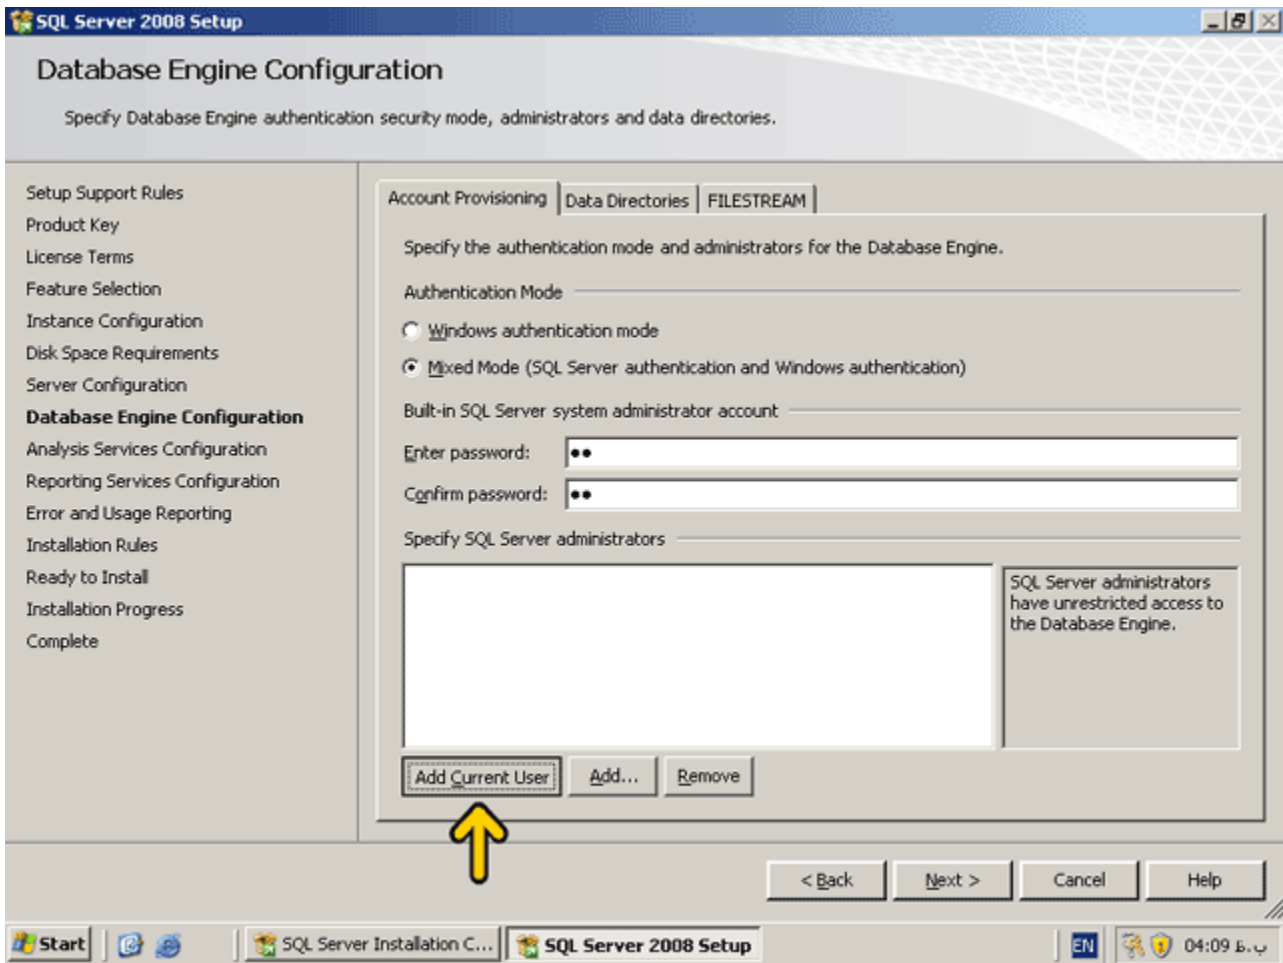 SQL Server 2008 Setup
Database Engine Configuration
Specify Database Engine authentication security mode, administrators and data directories.
Setup Support Rules
Product Key
License Terms
Feature Selection
Instance Configuration
Disk Space Requirements
Server Configuration
Database Engine Configuration
Analysis Services Configuration
Reporting Services Configuration
Error and Usage Reporting
Installation Rules
Ready to Install
Installation Progress
Complete
Account Provisioning Data Directories FILESTREAM
Specify the authentication mode and administrators for the Database Engine.
Authentication Mode
Windows authentication mode
Mixed Mode (SQL Server authentication and Windows authentication)
Built-in SQL Server system administrator account
Enter password: ●●
Confirm password: ●●
Specify SQL Server administrators
SQL Server administrators
have unrestricted access to
the Database Engine.
Add Current User Add... Remove
< Back Next > Cancel Help
Start SQL Server Installation C... SQL Server 2008 Setup EN 04:09 ب.ظ